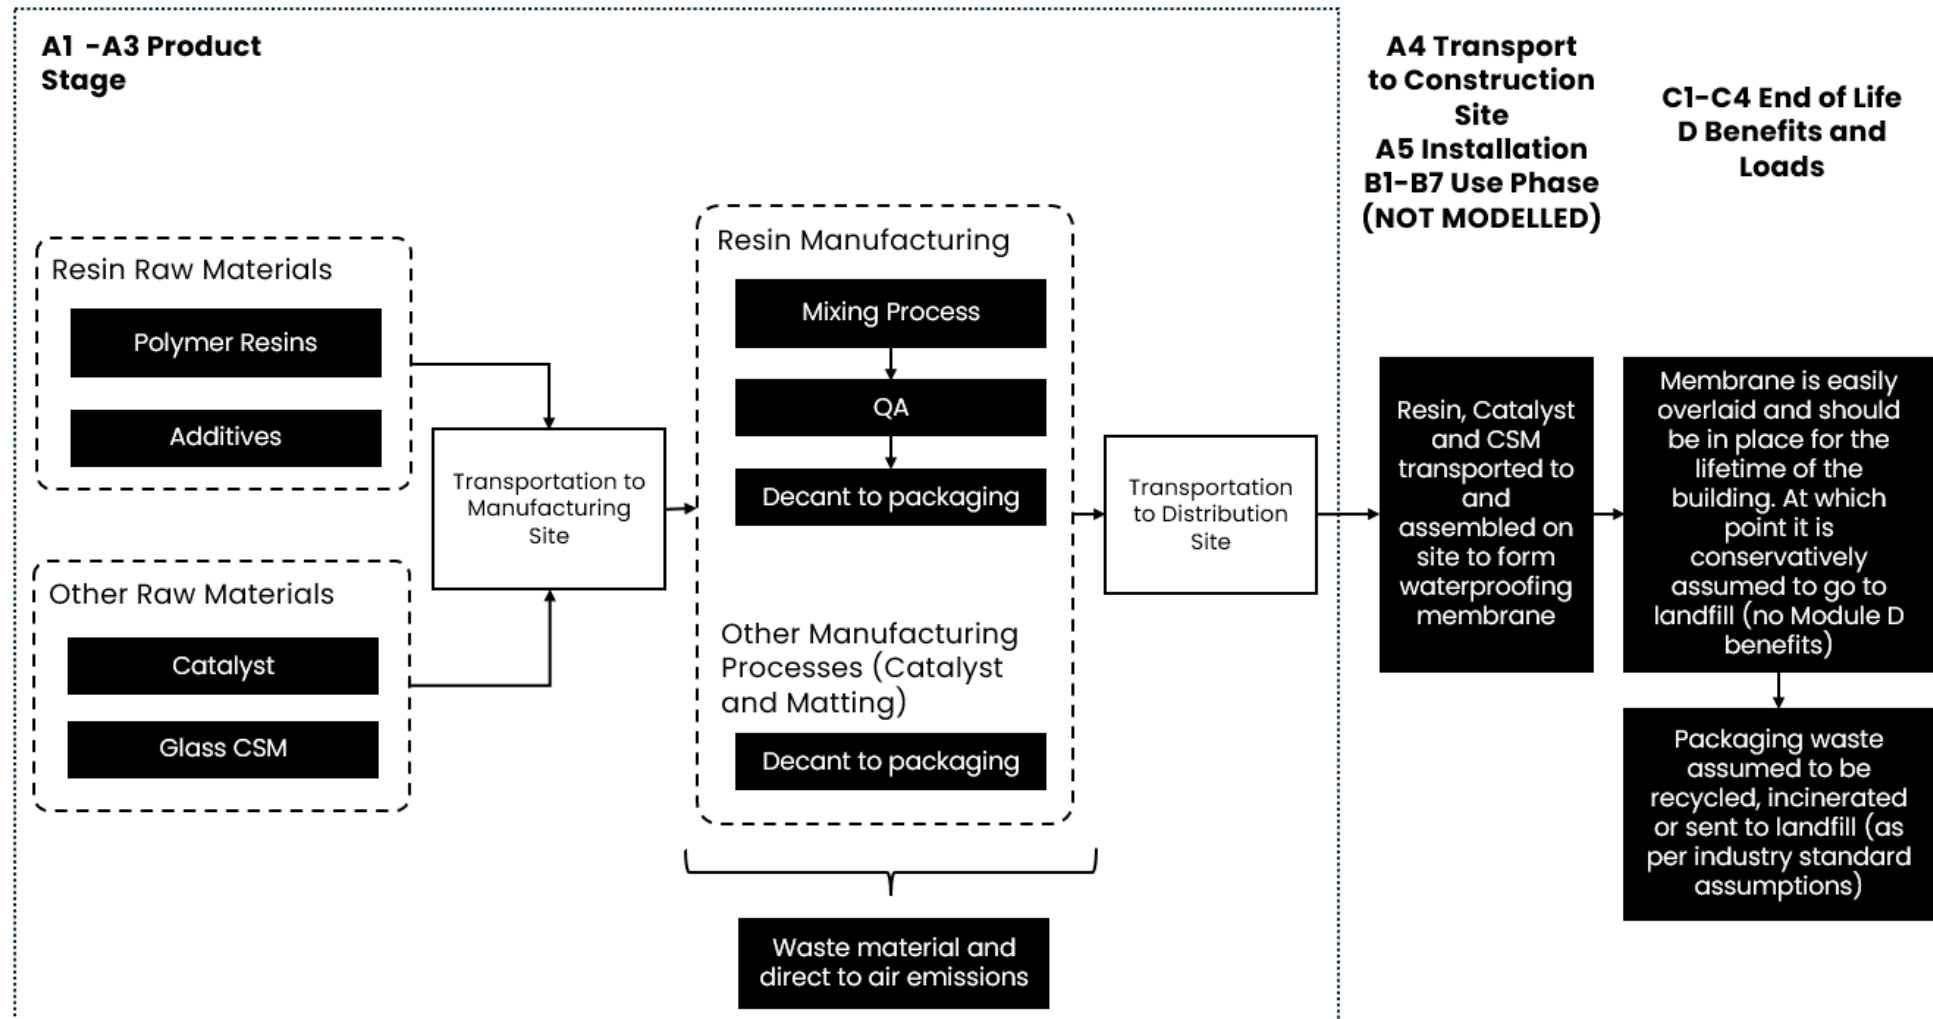 A1 -A3 Product
Stage
A4 Transport
to Construction
Site
A5 Installation
B1-B7 Use Phase
(NOT MODELLED)
C1-C4 End of Life
D Benefits and
Loads
Resin Raw Materials
Polymer Resins
Additives
Other Raw Materials
Catalyst
Glass CSM
Transportation to
Manufacturing
Site
Resin Manufacturing
Mixing Process
QA
Decant to packaging
Other Manufacturing
Processes (Catalyst
and Matting)
Decant to packaging
Waste material and
direct to air emissions
Transportation
to Distribution
Site
Resin, Catalyst
and CSM
transported to
and
assembled on
site to form
waterproofing
membrane
Membrane is easily
overlaid and should
be in place for the
lifetime of the
building. At which
point it is
conservatively
assumed to go to
landfill (no Module D
benefits)
Packaging waste
assumed to be
recycled, incinerated
or sent to landfill (as
per industry standard
assumptions)